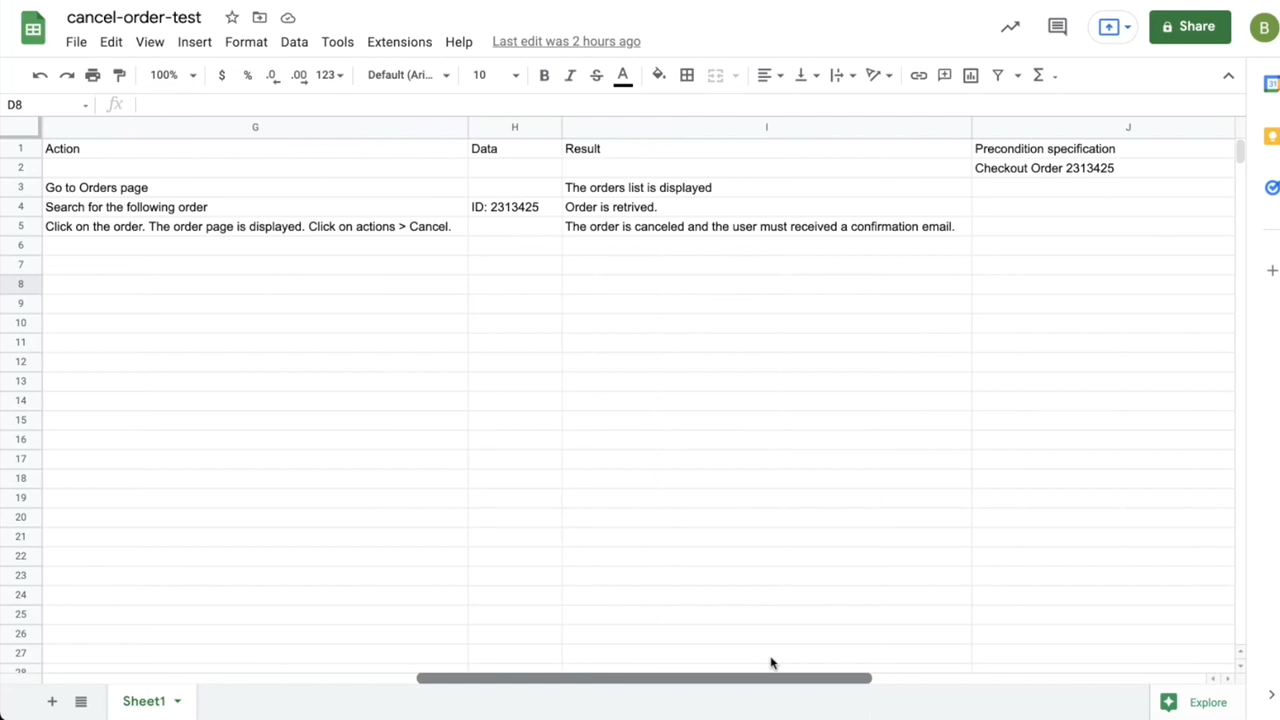 cancel-order-test
File Edit View Insert Format Data Tools Extensions Help Last edit was 2 hours ago
Share
B
100% $ % .0 .00 123 Default (Ari... 10 B I S A Σ
31
D8 fx
G H I J
1 Action Data Result Precondition specification
2 Checkout Order 2313425
3 Go to Orders page The orders list is displayed
4 Search for the following order ID: 2313425 Order is retrived.
5 Click on the order. The order page is displayed. Click on actions > Cancel. The order is canceled and the user must received a confirmation email.
6
7
8
9
10
11
12
13
14
15
16
17
18
19
20
21
22
23
24
25
26
27
28
Sheet1 Explore